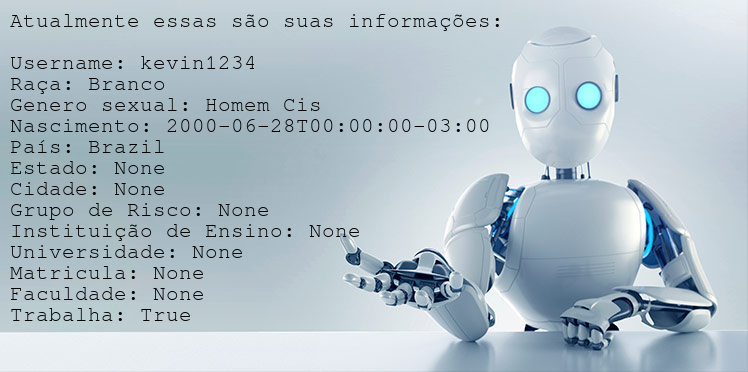 Atualmente essas são suas informações:
Username: kevin1234
Raça: Branco
Genero sexual: Homem Cis
Nascimento: 2000-06-28T00:00:00-03:00
País: Brazil
Estado: None
Cidade: None
Grupo de Risco: None
Instituição de Ensino: None
Universidade: None
Matricula: None
Faculdade: None
Trabalha: True